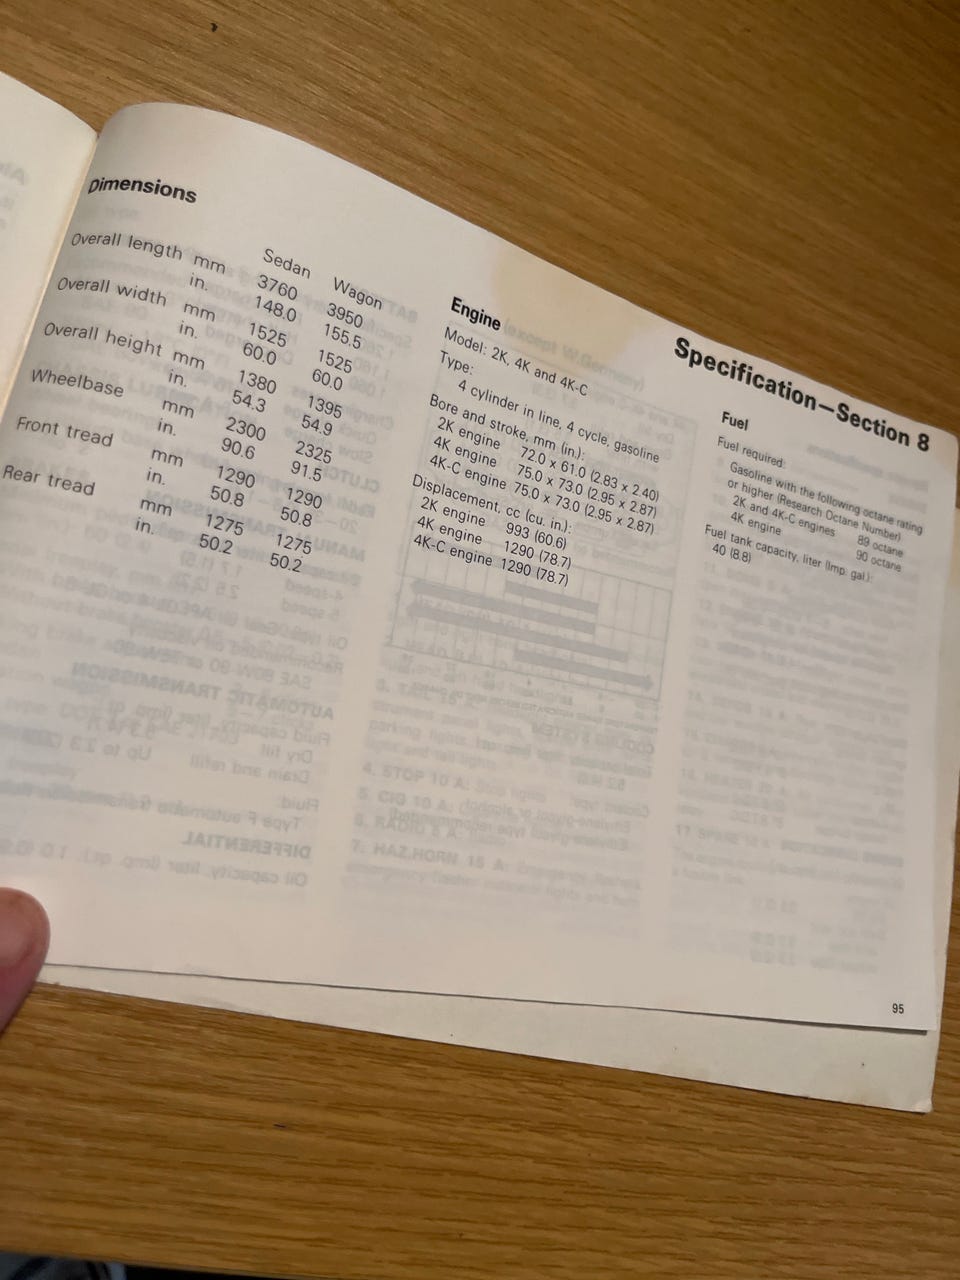 Specification—Section 8
Dimensions
Sedan Wagon
Overall length mm 3760 3950
in. 148.0 155.5
Overall width mm 1525 1525
in. 60.0 60.0
Overall height mm 1380 1395
in. 54.3 54.9
Wheelbase mm 2300 2325
in. 90.6 91.5
Front tread mm 1290 1290
in. 50.8 50.8
Rear tread mm 1275 1275
in. 50.2 50.2
Engine
Model: 2K, 4K and 4K-C
Type:
4 cylinder in line, 4 cycle, gasoline
Bore and stroke, mm (in.):
2K engine 72.0 x 61.0 (2.83 x 2.40)
4K engine 75.0 x 73.0 (2.95 x 2.87)
4K-C engine 75.0 x 73.0 (2.95 x 2.87)
Displacement, cc (cu. in.):
2K engine 993 (60.6)
4K engine 1290 (78.7)
4K-C engine 1290 (78.7)
Fuel
Fuel required:
Gasoline with the following octane rating
or higher (Research Octane Number)
2K and 4K-C engines 89 octane
4K engine 90 octane
Fuel tank capacity, liter (Imp. gal.):
40 (8.8)
95